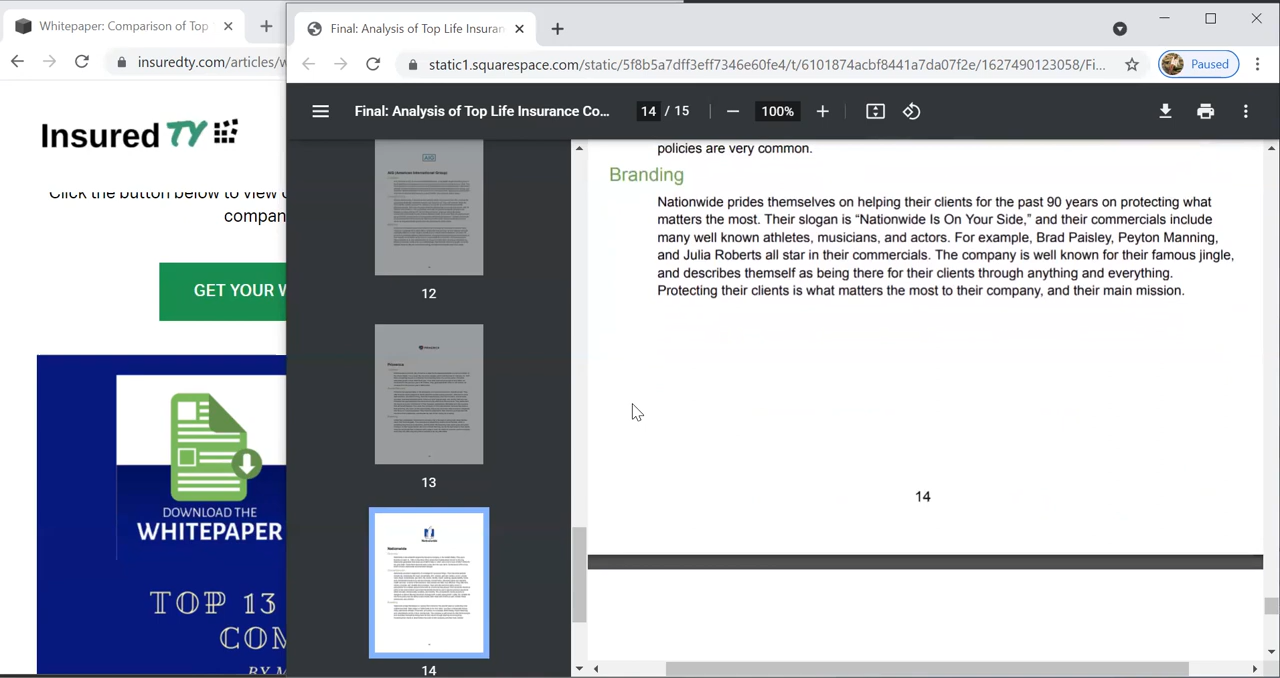 Whitepaper: Comparison of Top
insuredty.com/articles/w
Insured TY
Click the button below to view
compan
GET YOUR W
DOWNLOAD THE
WHITEPAPER
TOP 13
COM
BY M
Final: Analysis of Top Life Insuran
static1.squarespace.com/static/5f8b5a7dff3eff7346e60fe4/t/6101874acbf8441a7da07f2e/1627490123058/Fi...
Paused
Final: Analysis of Top Life Insurance Co...
14 / 15
100%
AIG
AIG (American International Group)
12
13
Nationwide
14
policies are very common.
Branding
Nationwide prides themselves on helping their clients for the past 90 years on protecting what
matters the most. Their slogan is “Nationwide Is On Your Side,” and their commercials include
many well known athletes, musicians, and actors. For example, Brad Paisley, Peyton Manning,
and Julia Roberts all star in their commercials. The company is well known for their famous jingle,
and describes themself as being there for their clients through anything and everything.
Protecting their clients is what matters the most to their company, and their main mission.
14